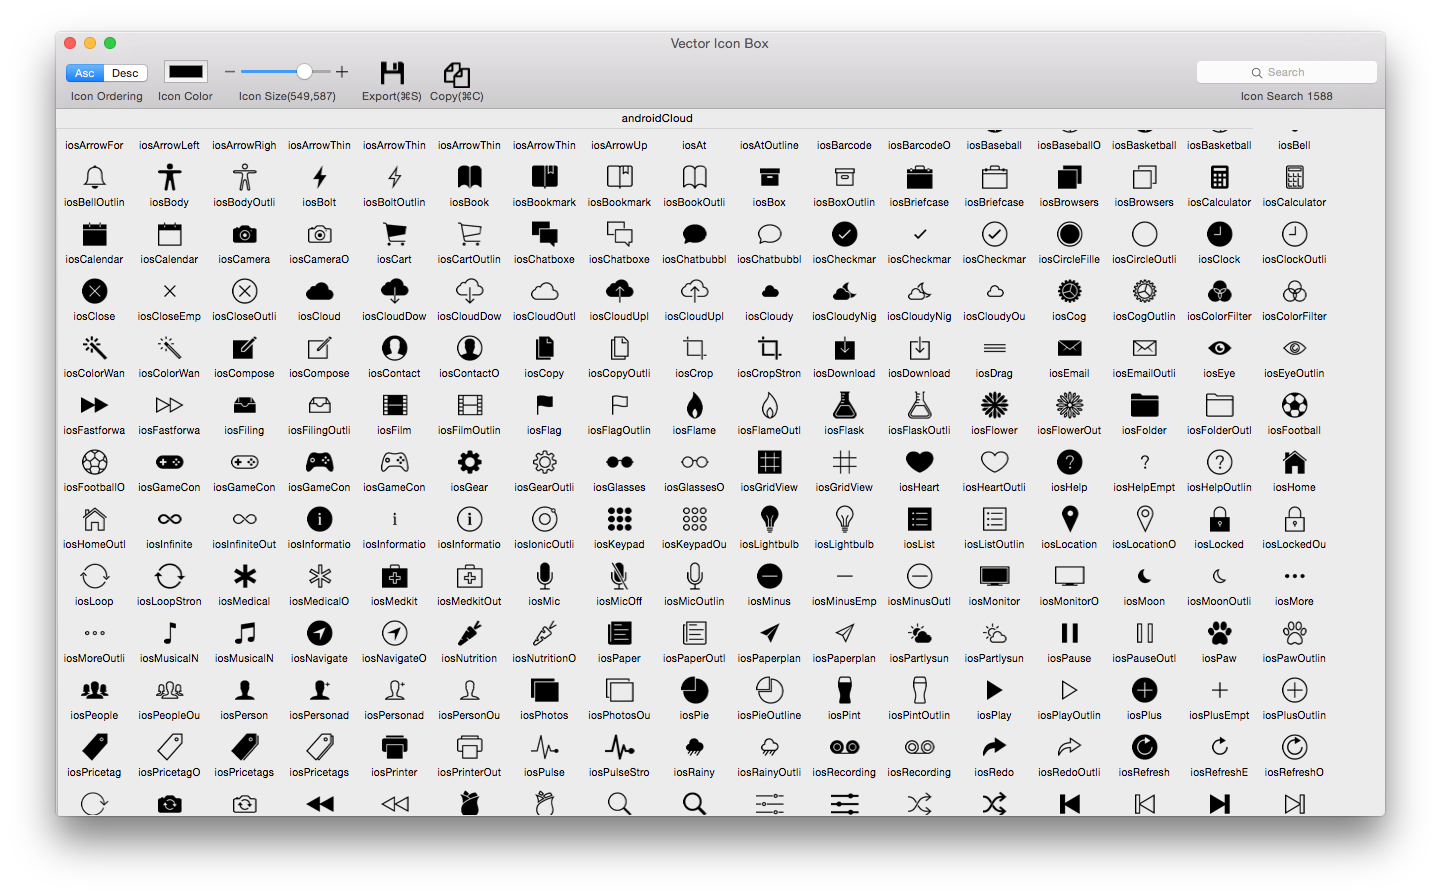 Vector Icon Box
Asc Desc Search
Icon Ordering Icon Color Icon Size(549,587) Export(⌘S) Copy(⌘C) Icon Search 1588
androidCloud
iosArrowFor iosArrowLeft iosArrowRigh iosArrowThin iosArrowThin iosArrowThin iosArrowThin iosArrowUp iosAt iosAtOutline iosBarcode iosBarcodeO iosBaseball iosBaseballO iosBasketball iosBasketball iosBell
iosBellOutlin iosBody iosBodyOutli iosBolt iosBoltOutlin iosBook iosBookmark iosBookmark iosBookOutli iosBox iosBoxOutlin iosBriefcase iosBriefcase iosBrowsers iosBrowsers iosCalculator iosCalculator
iosCalendar iosCalendar iosCamera iosCameraO iosCart iosCartOutlin iosChatboxe iosChatboxe iosChatbubbl iosChatbubbl iosCheckmar iosCheckmar iosCheckmar iosCircleFille iosCircleOutli iosClock iosClockOutli
iosClose iosCloseEmp iosCloseOutli iosCloud iosCloudDow iosCloudDow iosCloudOutl iosCloudUpl iosCloudUpl iosCloudy iosCloudyNig iosCloudyNig iosCloudyOu iosCog iosCogOutlin iosColorFilter iosColorFilter
iosColorWan iosColorWan iosCompose iosCompose iosContact iosContactO iosCopy iosCopyOutli iosCrop iosCropStron iosDownload iosDownload iosDrag iosEmail iosEmailOutli iosEye iosEyeOutlin
iosFastforwa iosFastforwa iosFiling iosFilingOutli iosFilm iosFilmOutlin iosFlag iosFlagOutlin iosFlame iosFlameOutl iosFlask iosFlaskOutli iosFlower iosFlowerOut iosFolder iosFolderOutl iosFootball
iosFootballO iosGameCon iosGameCon iosGameCon iosGameCon iosGear iosGearOutli iosGlasses iosGlassesO iosGridView iosGridView iosHeart iosHeartOutli iosHelp iosHelpEmpt iosHelpOutlin iosHome
iosHomeOutl iosInfinite iosInfiniteOut iosInformatio iosInformatio iosInformatio iosIonicOutli iosKeypad iosKeypadOu iosLightbulb iosLightbulb iosList iosListOutlin iosLocation iosLocationO iosLocked iosLockedOu
iosLoop iosLoopStron iosMedical iosMedicalO iosMedkit iosMedkitOut iosMic iosMicOff iosMicOutlin iosMinus iosMinusEmp iosMinusOutl iosMonitor iosMonitorO iosMoon iosMoonOutli iosMore
iosMoreOutli iosMusicalN iosMusicalN iosNavigate iosNavigateO iosNutrition iosNutritionO iosPaper iosPaperOutl iosPaperplan iosPaperplan iosPartlysun iosPartlysun iosPause iosPauseOutl iosPaw iosPawOutlin
iosPeople iosPeopleOu iosPerson iosPersonad iosPersonad iosPersonOu iosPhotos iosPhotosOu iosPie iosPieOutline iosPint iosPintOutlin iosPlay iosPlayOutlin iosPlus iosPlusEmpt iosPlusOutlin
iosPricetag iosPricetagO iosPricetags iosPricetags iosPrinter iosPrinterOut iosPulse iosPulseStro iosRainy iosRainyOutli iosRecording iosRecording iosRedo iosRedoOutli iosRefresh iosRefreshE iosRefreshO